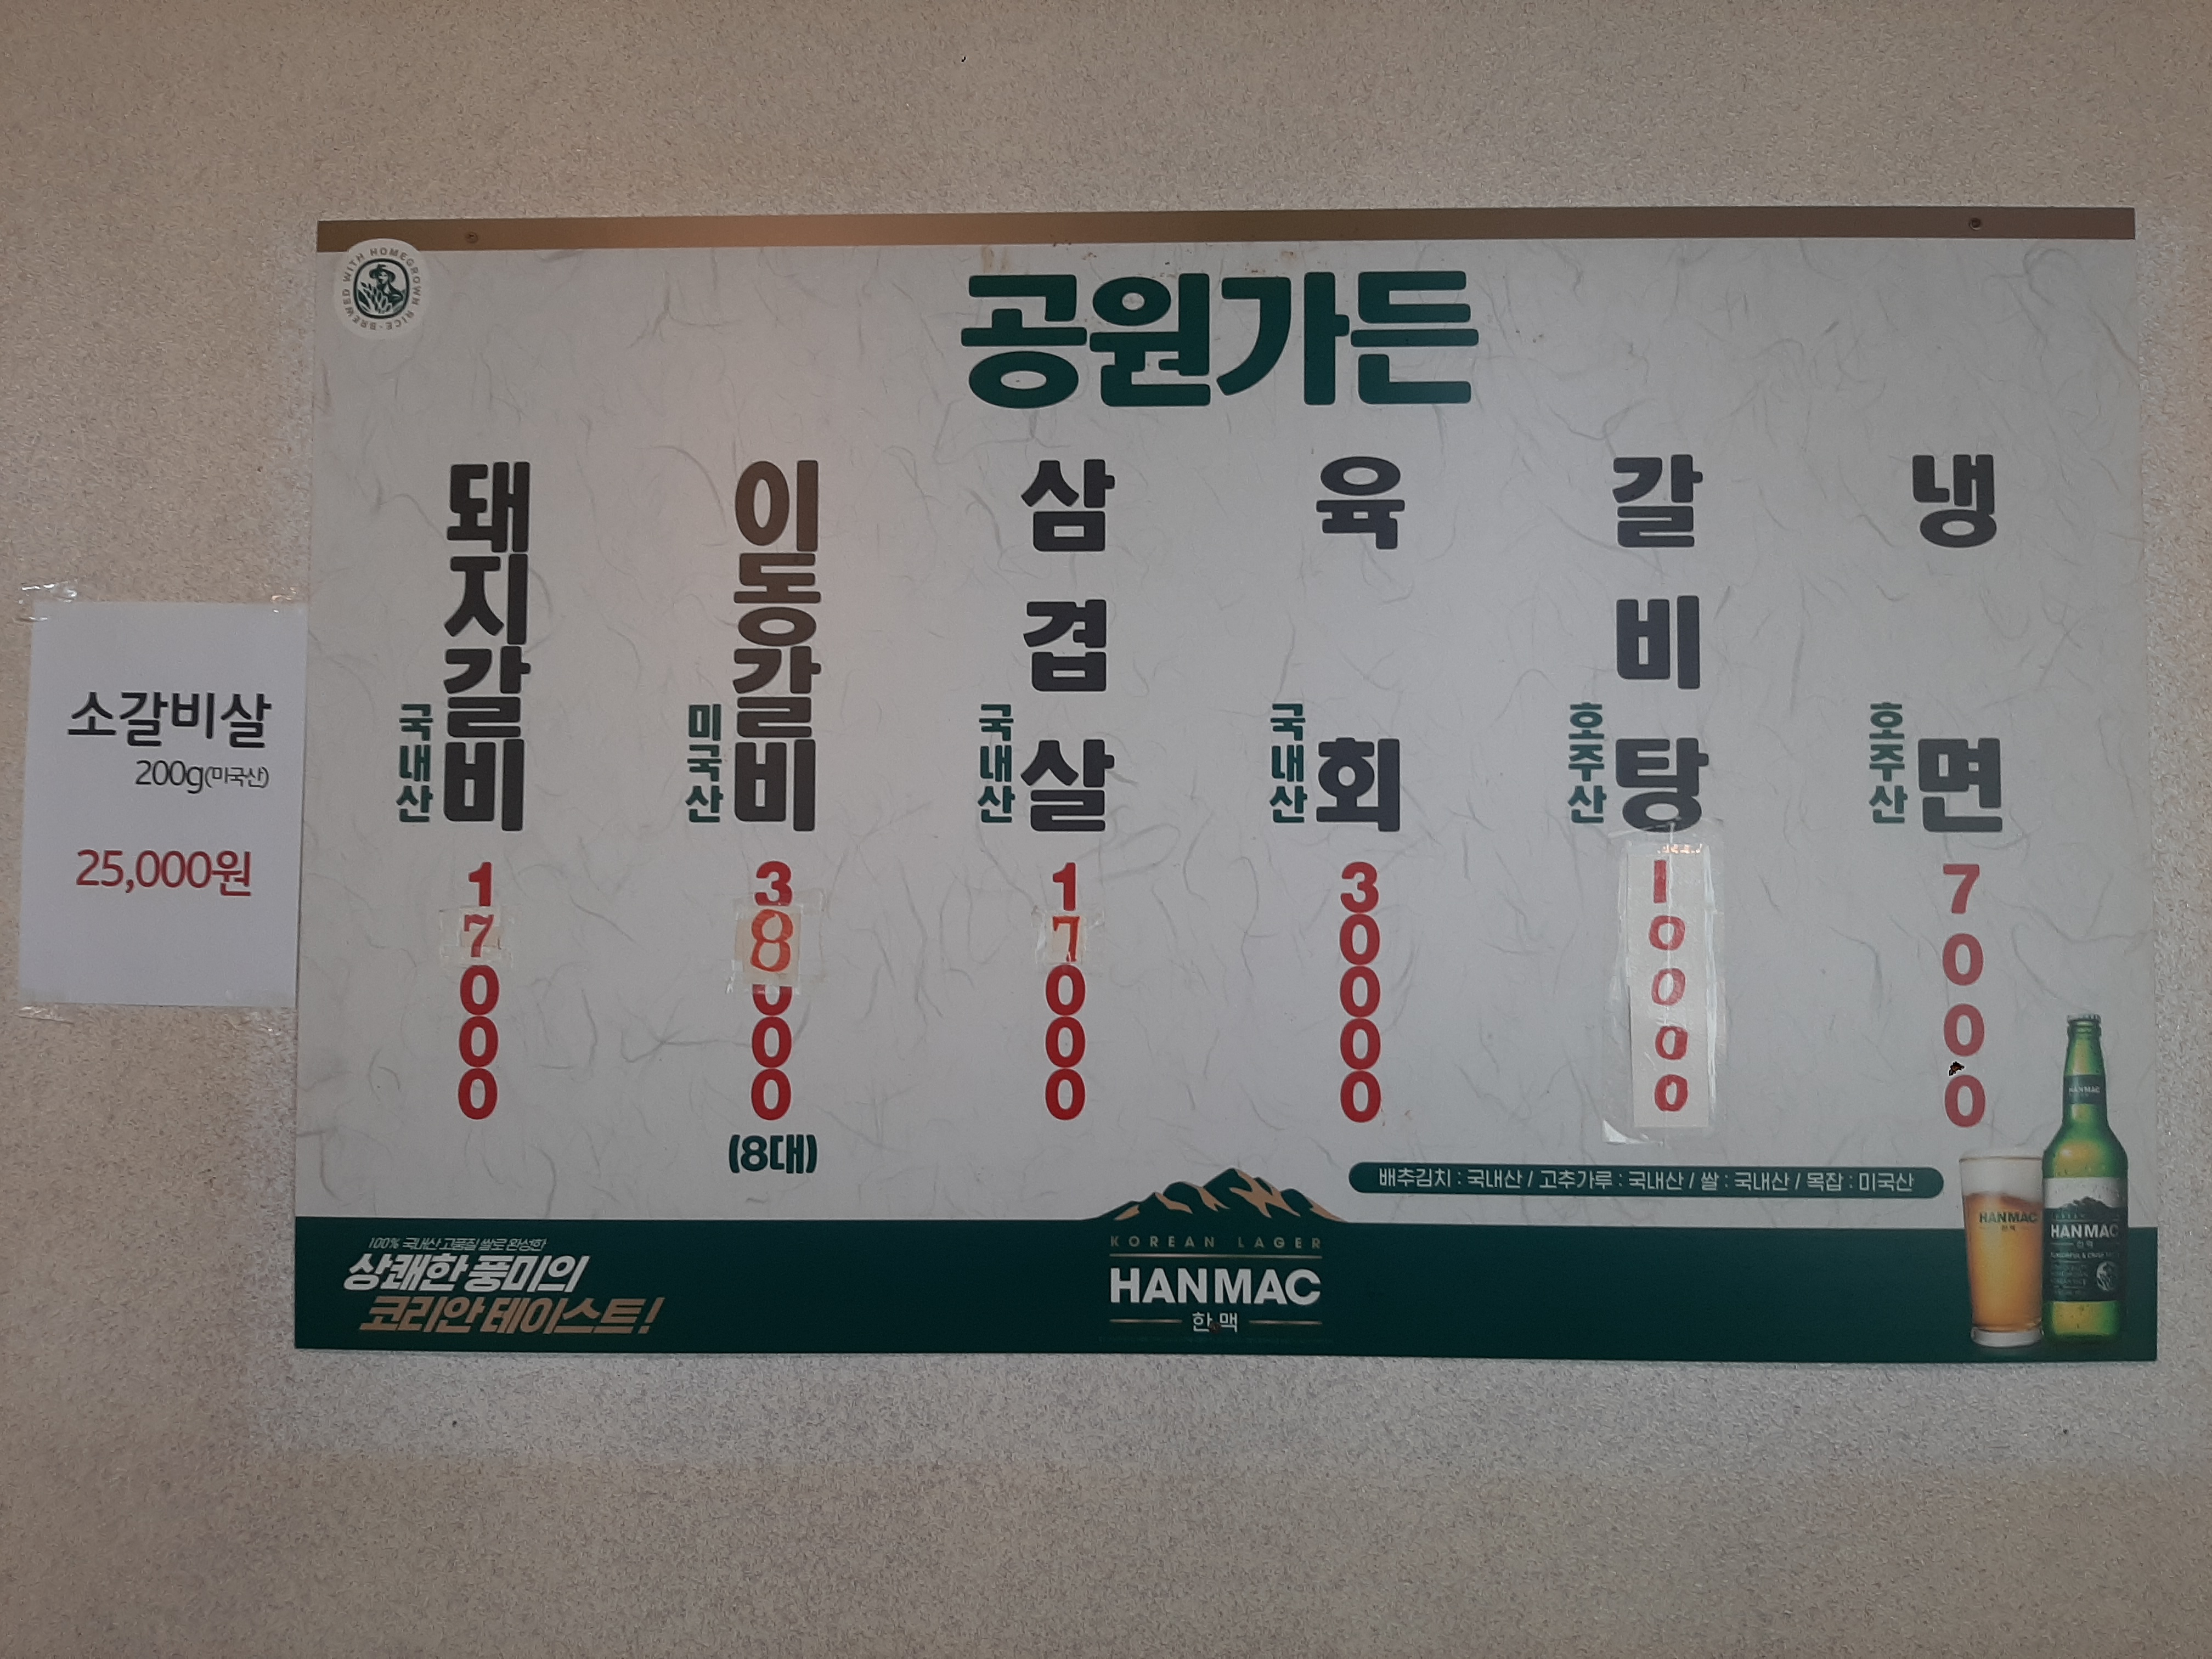 BREWED WITH HOMEGROWN RICE
공원가든
소갈비살
200g(미국산)
25,000원
돼지갈비
국내산
17000
이동갈비
미국산
38000
(8대)
삼겹살
국내산
17000
육회
국내산
30000
갈비탕
호주산
10000
냉면
호주산
7000
배추김치 : 국내산 / 고추가루 : 국내산 / 쌀 : 국내산 / 목잡 : 미국산
100% 국내산 고품질 쌀로 완성한
상쾌한 풍미의
코리안 테이스트!
KOREAN LAGER
HANMAC
한맥
HANMAC
한맥
HANMAC
HANMAC
한맥